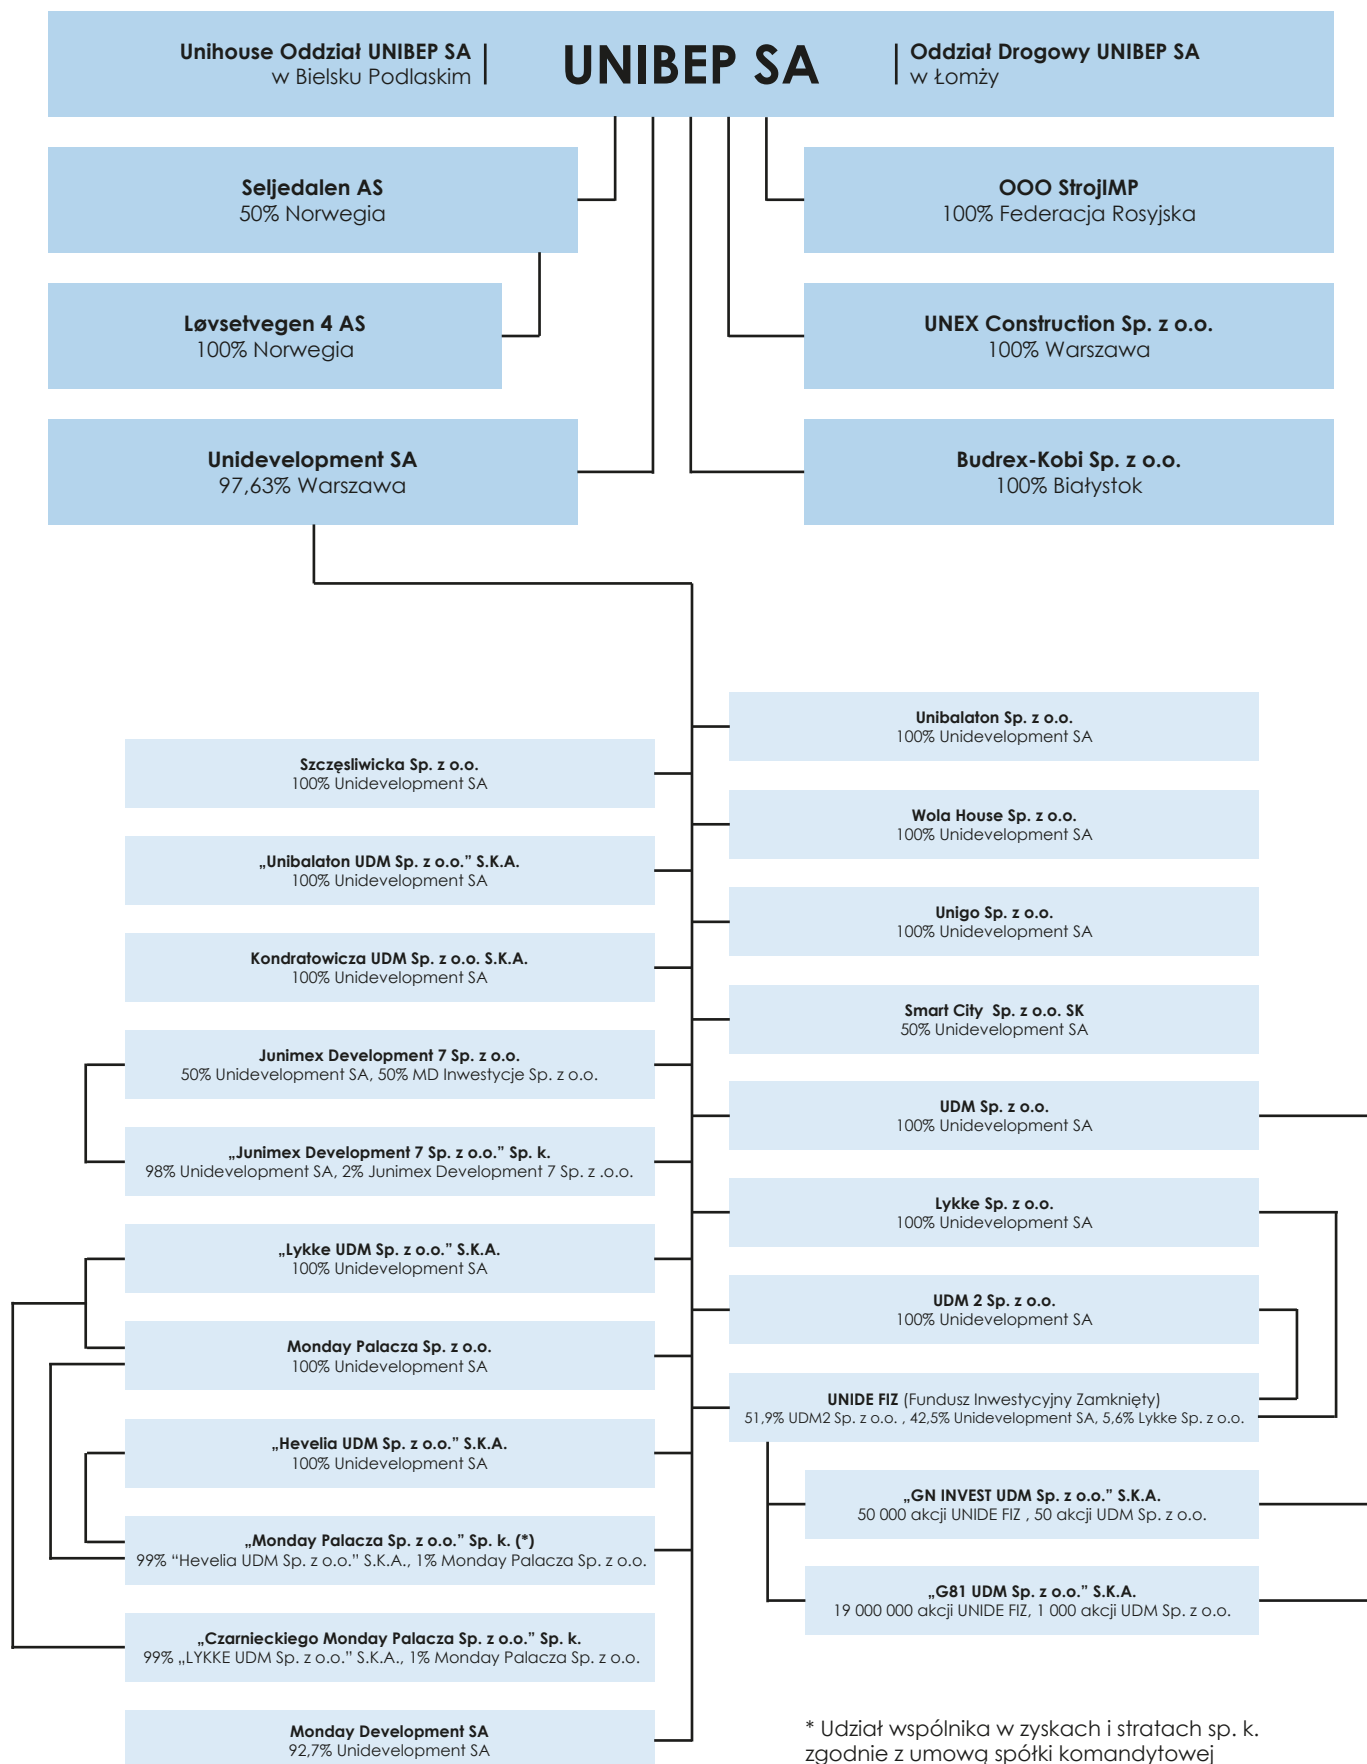 Unihouse Oddział UNIBEP SA
w Bielsku Podlaskim
UNIBEP SA
Oddział Drogowy UNIBEP SA
w Łomży
Seljedalen AS
50% Norwegia
OOO StrojIMP
100% Federacja Rosyjska
Løvsetvegen 4 AS
100% Norwegia
UNEX Construction Sp. z o.o.
100% Warszawa
Unidevelopment SA
97,63% Warszawa
Budrex-Kobi Sp. z o.o.
100% Białystok
Szczęsliwicka Sp. z o.o.
100% Unidevelopment SA
„Unibalaton UDM Sp. z o.o.” S.K.A.
100% Unidevelopment SA
Kondratowicza UDM Sp. z o.o. S.K.A.
100% Unidevelopment SA
Junimex Development 7 Sp. z o.o.
50% Unidevelopment SA, 50% MD Inwestycje Sp. z o.o.
„Junimex Development 7 Sp. z o.o.” Sp. k.
98% Unidevelopment SA, 2% Junimex Development 7 Sp. z .o.o.
„Lykke UDM Sp. z o.o.” S.K.A.
100% Unidevelopment SA
Monday Palacza Sp. z o.o.
100% Unidevelopment SA
„Hevelia UDM Sp. z o.o.” S.K.A.
100% Unidevelopment SA
„Monday Palacza Sp. z o.o.” Sp. k. (*)
99% “Hevelia UDM Sp. z o.o.” S.K.A., 1% Monday Palacza Sp. z o.o.
„Czarnieckiego Monday Palacza Sp. z o.o.” Sp. k.
99% „LYKKE UDM Sp. z o.o.” S.K.A., 1% Monday Palacza Sp. z o.o.
Monday Development SA
92,7% Unidevelopment SA
Unibalaton Sp. z o.o.
100% Unidevelopment SA
Wola House Sp. z o.o.
100% Unidevelopment SA
Unigo Sp. z o.o.
100% Unidevelopment SA
Smart City Sp. z o.o. SK
50% Unidevelopment SA
UDM Sp. z o.o.
100% Unidevelopment SA
Lykke Sp. z o.o.
100% Unidevelopment SA
UDM 2 Sp. z o.o.
100% Unidevelopment SA
UNIDE FIZ (Fundusz Inwestycyjny Zamknięty)
51,9% UDM2 Sp. z o.o. , 42,5% Unidevelopment SA, 5,6% Lykke Sp. z o.o.
„GN INVEST UDM Sp. z o.o.” S.K.A.
50 000 akcji UNIDE FIZ , 50 akcji UDM Sp. z o.o.
„G81 UDM Sp. z o.o.” S.K.A.
19 000 000 akcji UNIDE FIZ, 1 000 akcji UDM Sp. z o.o.
* Udział wspólnika w zyskach i stratach sp. k.
zgodnie z umową spółki komandytowej